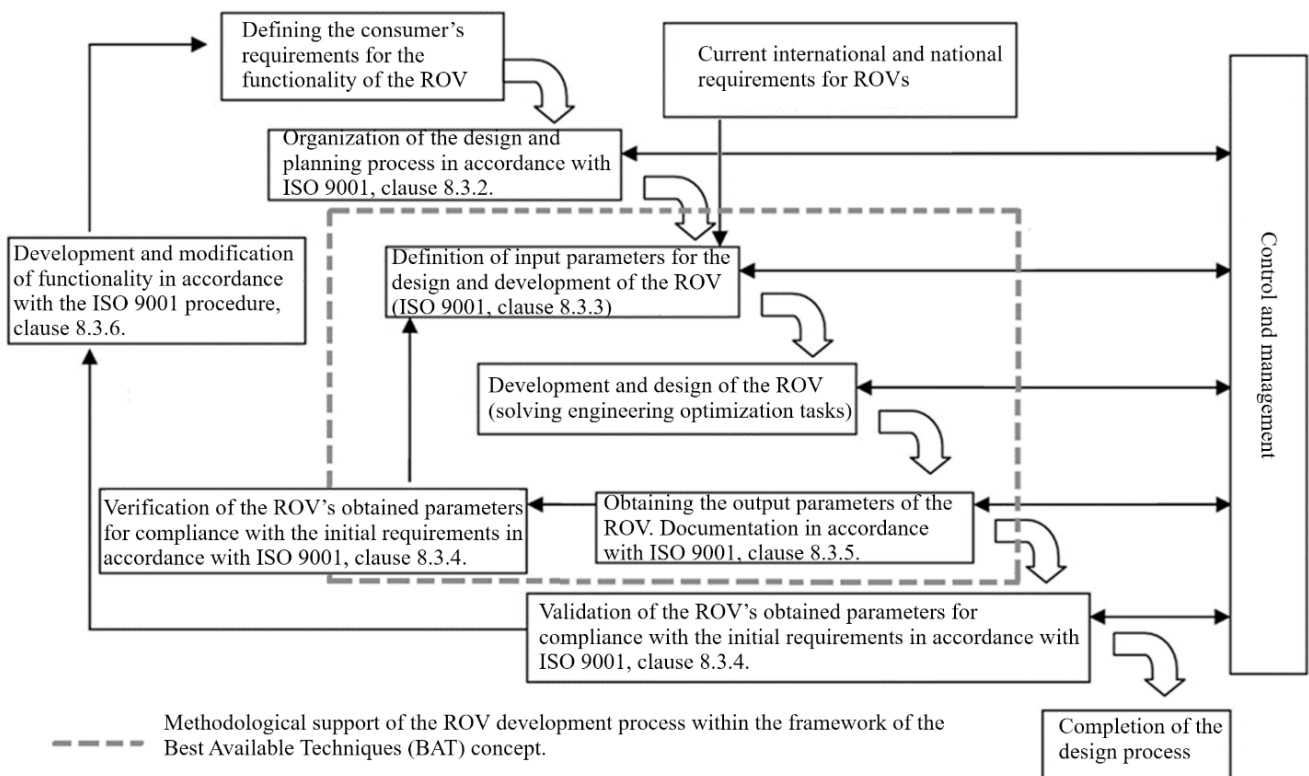 Defining the consumer's
requirements for the
functionality of the ROV
Current international and national
requirements for ROVs
Organization of the design and
planning process in accordance with
ISO 9001, clause 8.3.2.
Development and modification
of functionality in accordance
with the ISO 9001 procedure,
clause 8.3.6.
Definition of input parameters for the
design and development of the ROV
(ISO 9001, clause 8.3.3)
Development and design of the ROV
(solving engineering optimization tasks)
Verification of the ROV's obtained parameters
for compliance with the initial requirements in
accordance with ISO 9001, clause 8.3.4.
Obtaining the output parameters of the
ROV. Documentation in accordance
with ISO 9001, clause 8.3.5.
Validation of the ROV's obtained parameters for
compliance with the initial requirements in accordance with
ISO 9001, clause 8.3.4.
Control and management
Completion of the
design process
Methodological support of the ROV development process within the framework of the
Best Available Techniques (BAT) concept.